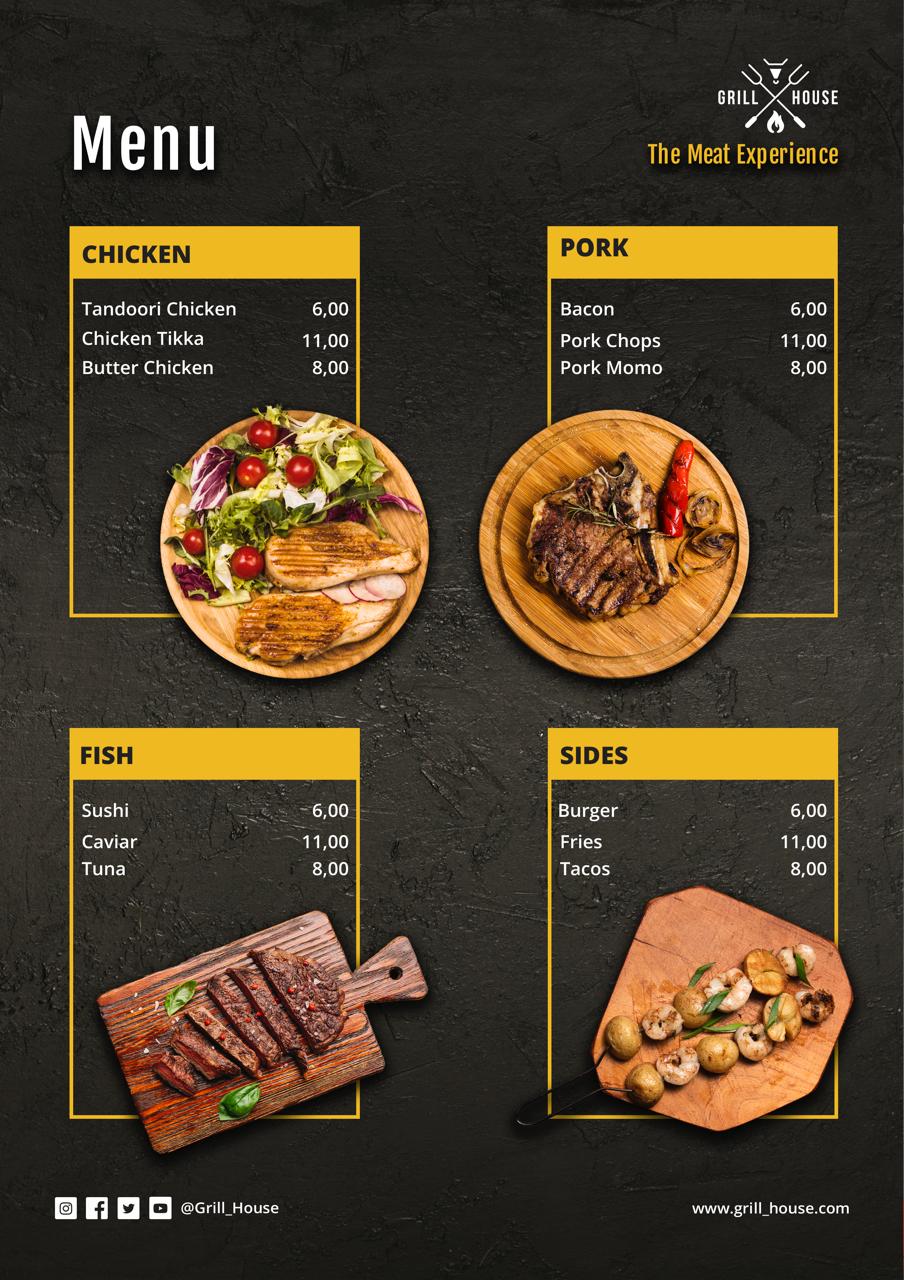 GRILL HOUSE
The Meat Experience
Menu
CHICKEN
Tandoori Chicken 6,00
Chicken Tikka 11,00
Butter Chicken 8,00
PORK
Bacon 6,00
Pork Chops 11,00
Pork Momo 8,00
FISH
Sushi 6,00
Caviar 11,00
Tuna 8,00
SIDES
Burger 6,00
Fries 11,00
Tacos 8,00
@Grill_House
www.grill_house.com